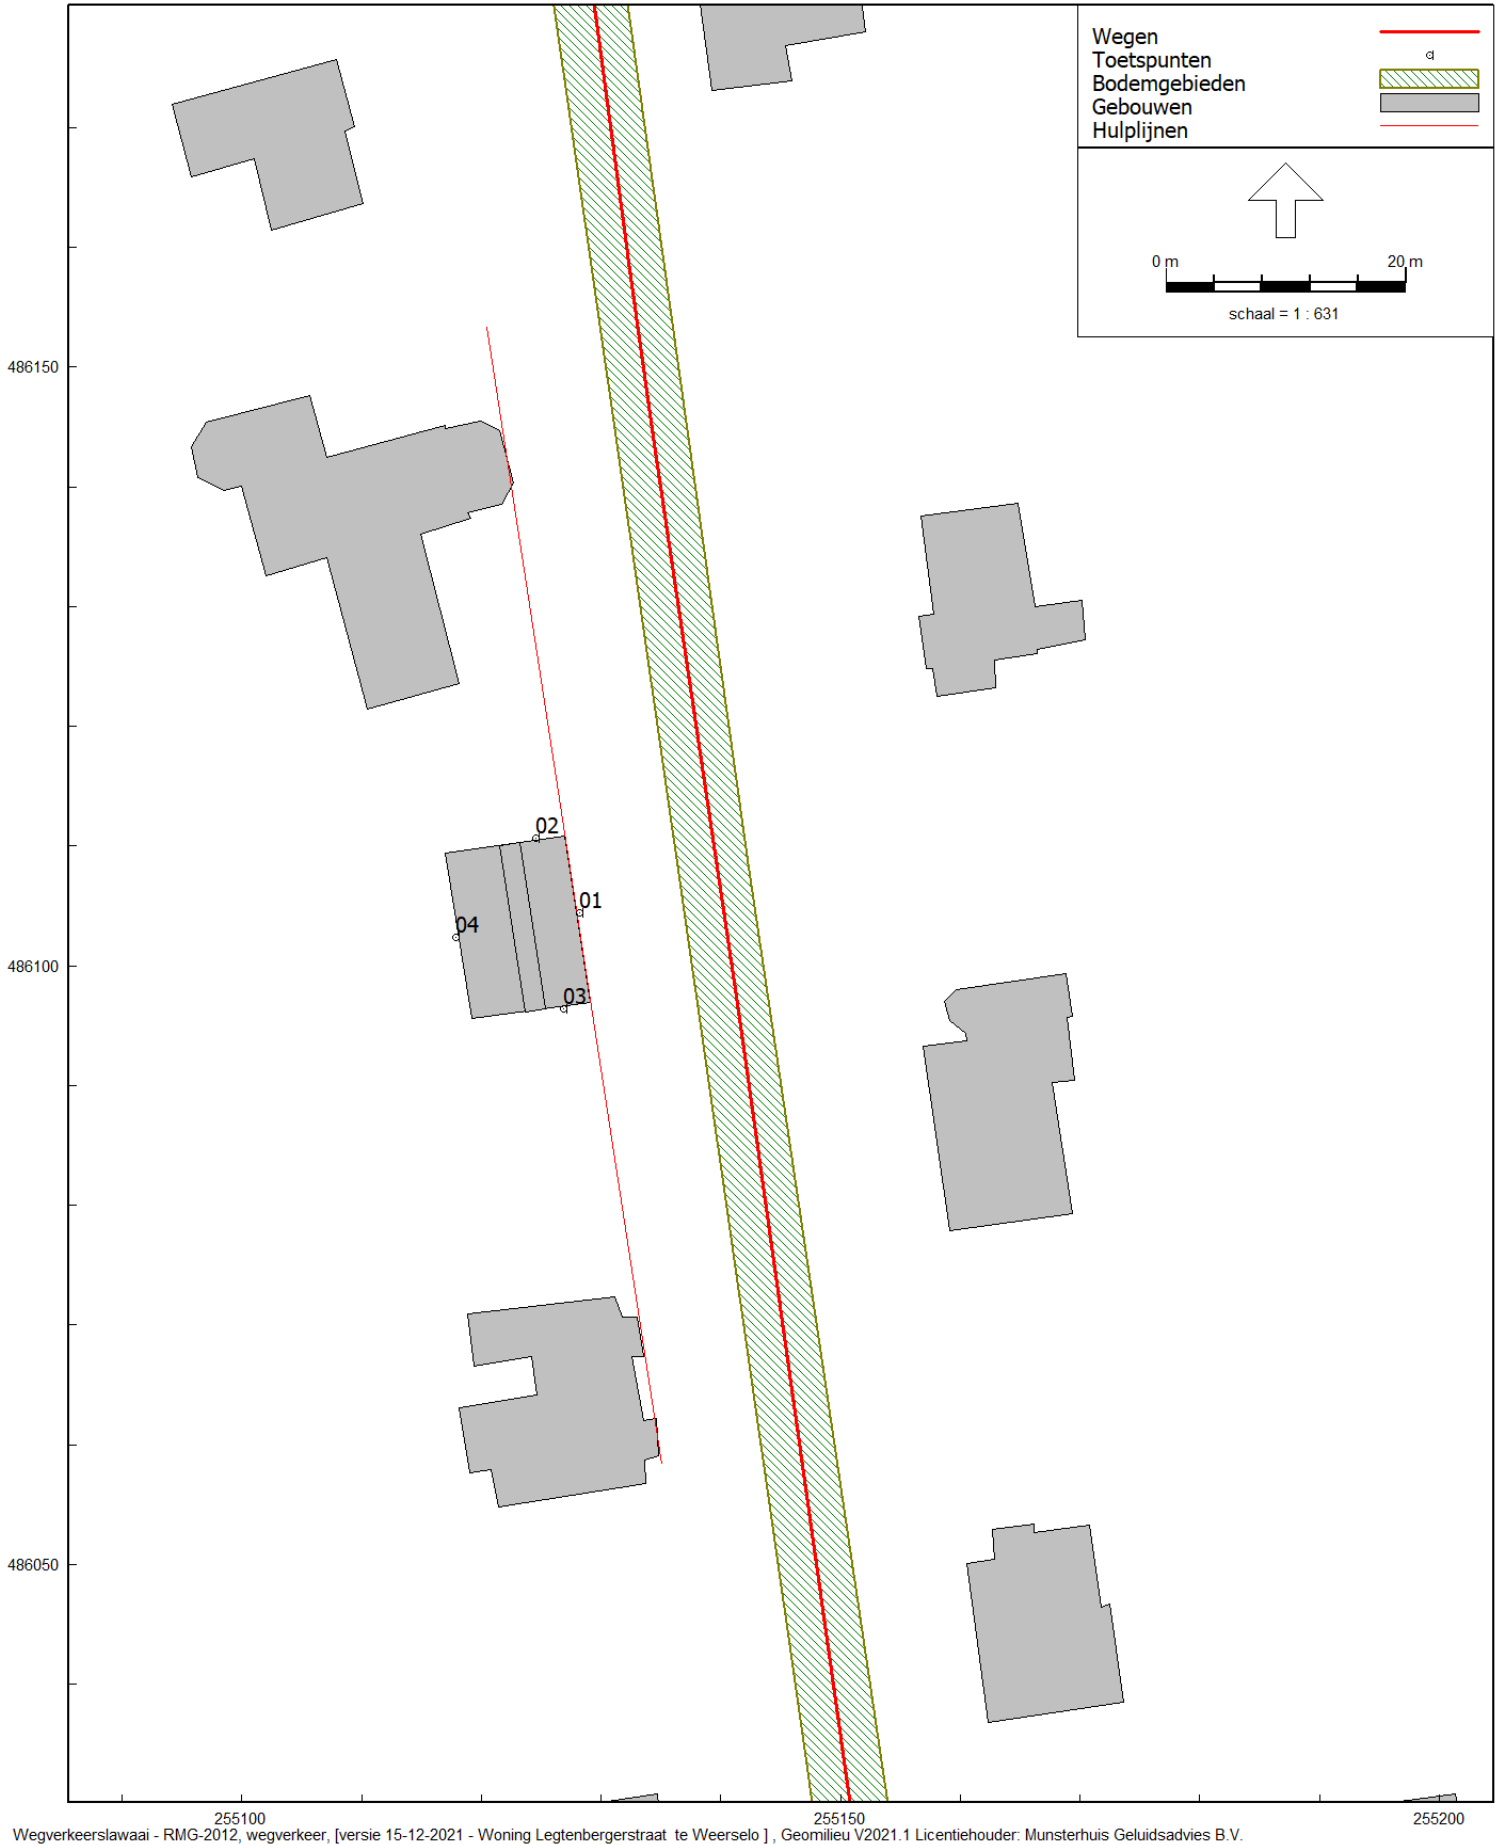 Wegen
Toetspunten
Bodemgebieden
Gebouwen
Hulplijnen
0 m 20 m
schaal = 1 : 631
486150
02
01
04
486100
03
486050
255100 255150 255200
Wegverkeerslawaai - RMG-2012, wegverkeer, [versie 15-12-2021 - Woning Legtenbergerstraat te Weerselo ] , Geomilieu V2021.1 Licentiehouder: Munsterhuis Geluidsadvies B.V.